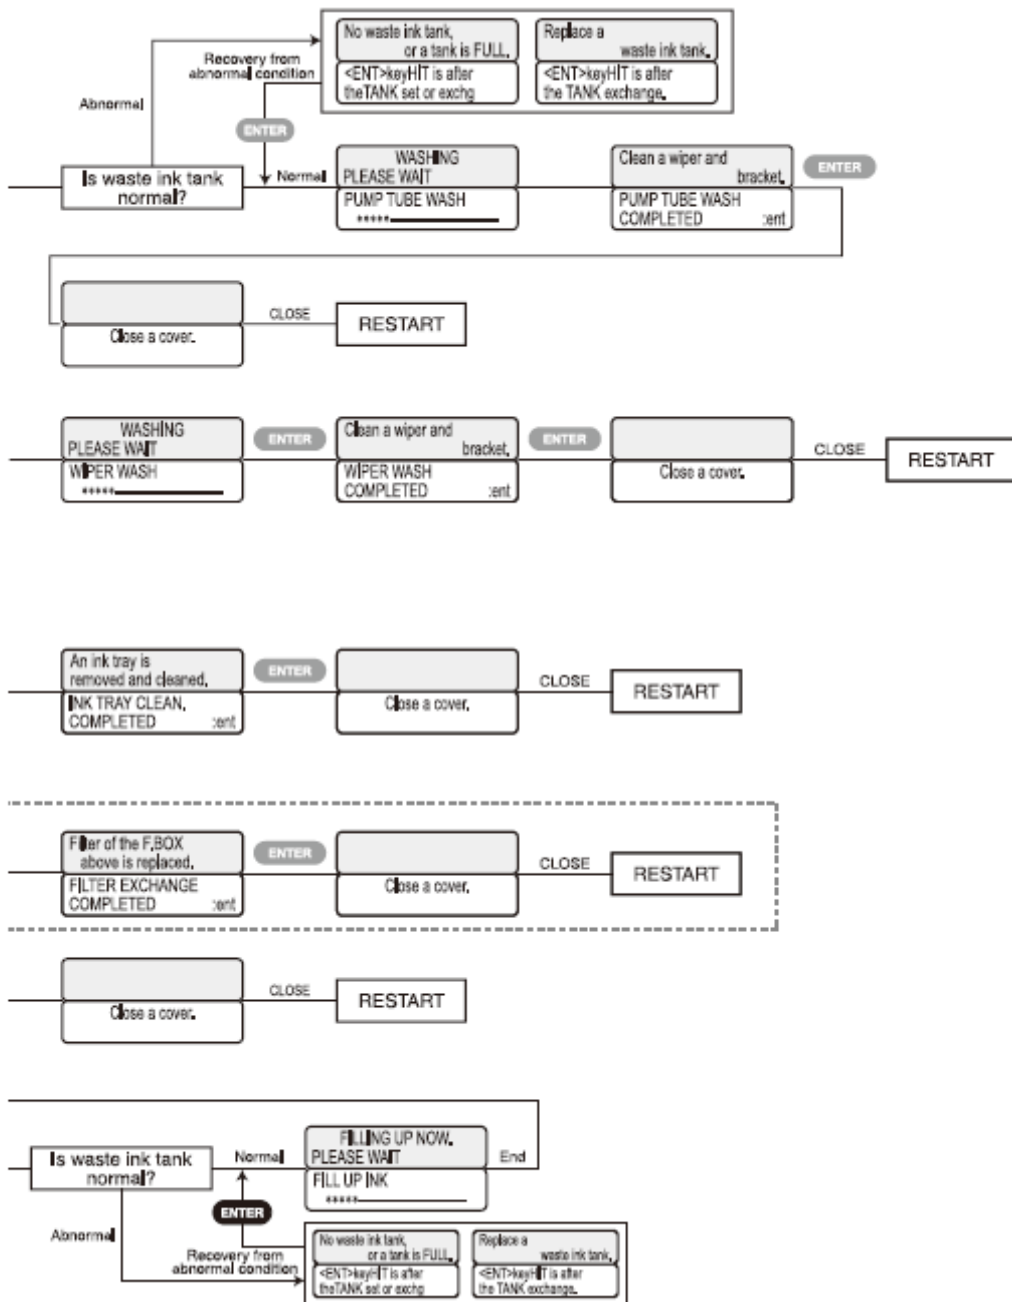 No waste ink tank,
or a tank is FULL.
<ENT>keyHIT is after
theTANK set or exchg
Replace a
waste ink tank.
<ENT>keyHIT is after
the TANK exchange.
Recovery from
abnormal condition
Abnormal
ENTER
Is waste ink tank
normal?
Normal
WASHING
PLEASE WAIT
PUMP TUBE WASH
*****
Clean a wiper and
bracket.
PUMP TUBE WASH
COMPLETED :ent
ENTER
Close a cover.
CLOSE
RESTART
WASHING
PLEASE WAIT
WIPER WASH
*****
ENTER
Clean a wiper and
bracket.
WIPER WASH
COMPLETED :ent
ENTER
Close a cover.
CLOSE
RESTART
An ink tray is
removed and cleaned.
INK TRAY CLEAN.
COMPLETED :ent
ENTER
Close a cover.
CLOSE
RESTART
Filter of the F.BOX
above is replaced.
FILTER EXCHANGE
COMPLETED :ent
ENTER
Close a cover.
CLOSE
RESTART
Close a cover.
CLOSE
RESTART
Is waste ink tank
normal?
Normal
FILLING UP NOW.
PLEASE WAIT
FILL UP INK
*****
End
ENTER
Abnormal
Recovery from
abnormal condition
No waste ink tank,
or a tank is FULL.
<ENT>keyHIT is after
theTANK set or exchg
Replace a
waste ink tank.
<ENT>keyHIT is after
the TANK exchange.